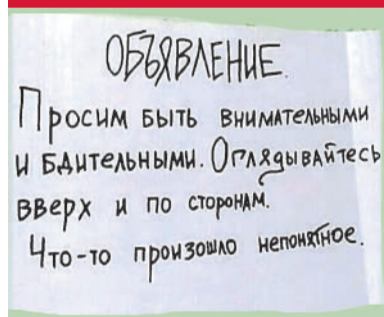 ОБЪЯВЛЕНИЕ.
Просим быть внимательными
и бдительными. Оглядывайтесь
вверх и по сторонам.
Что-то произошло непонятное.